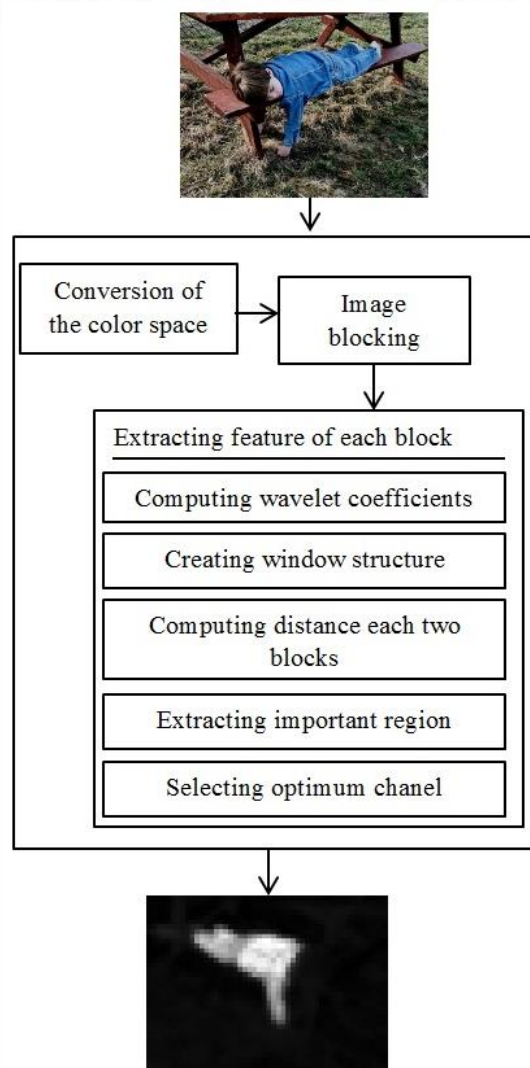 Conversion of
the color space
Image
blocking
Extracting feature of each block
Computing wavelet coefficients
Creating window structure
Computing distance each two
blocks
Extracting important region
Selecting optimum chanel